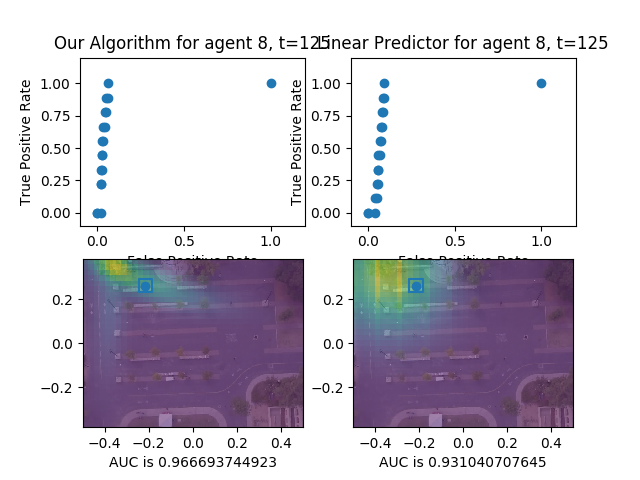 Our Algorithm for agent 8, t=125
Linear Predictor for agent 8, t=125
True Positive Rate
1.00
0.75
0.50
0.25
0.00
0.0 0.5 1.0
False Positive Rate
True Positive Rate
1.00
0.75
0.50
0.25
0.00
0.0 0.5 1.0
False Positive Rate
0.2
0.0
−0.2
−0.4 −0.2 0.0 0.2 0.4
AUC is 0.966693744923
0.2
0.0
−0.2
−0.4 −0.2 0.0 0.2 0.4
AUC is 0.931040707645